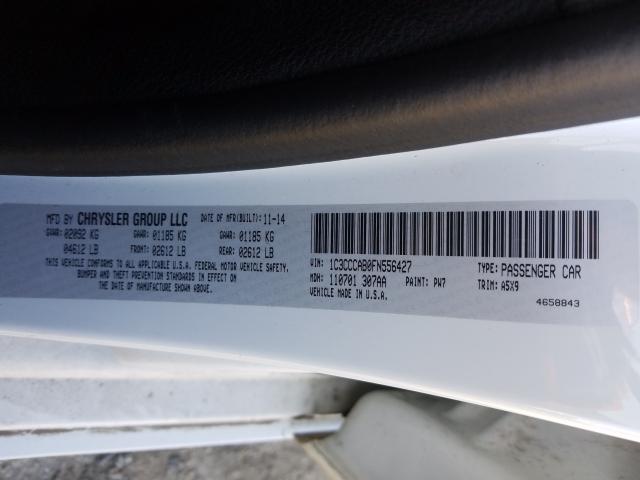 MFD BY CHRYSLER GROUP LLC DATE OF MFR(BUILT): 11-14
GVWR: 02092 KG GAWR: 01185 KG GAWR: 01185 KG
04612 LB FRONT: 02612 LB REAR: 02612 LB
THIS VEHICLE CONFORMS TO ALL APPLICABLE U.S.A. FEDERAL MOTOR VEHICLE SAFETY,
BUMPER AND THEFT PREVENTION STANDARDS IN EFFECT ON
THE DATE OF MANUFACTURE SHOWN ABOVE.
VIN: 1C3CCCAB0FN556427 TYPE: PASSENGER CAR
MDH: 110701 307AA PAINT: PW7 TRIM: A5X9
VEHICLE MADE IN U.S.A. 4658843